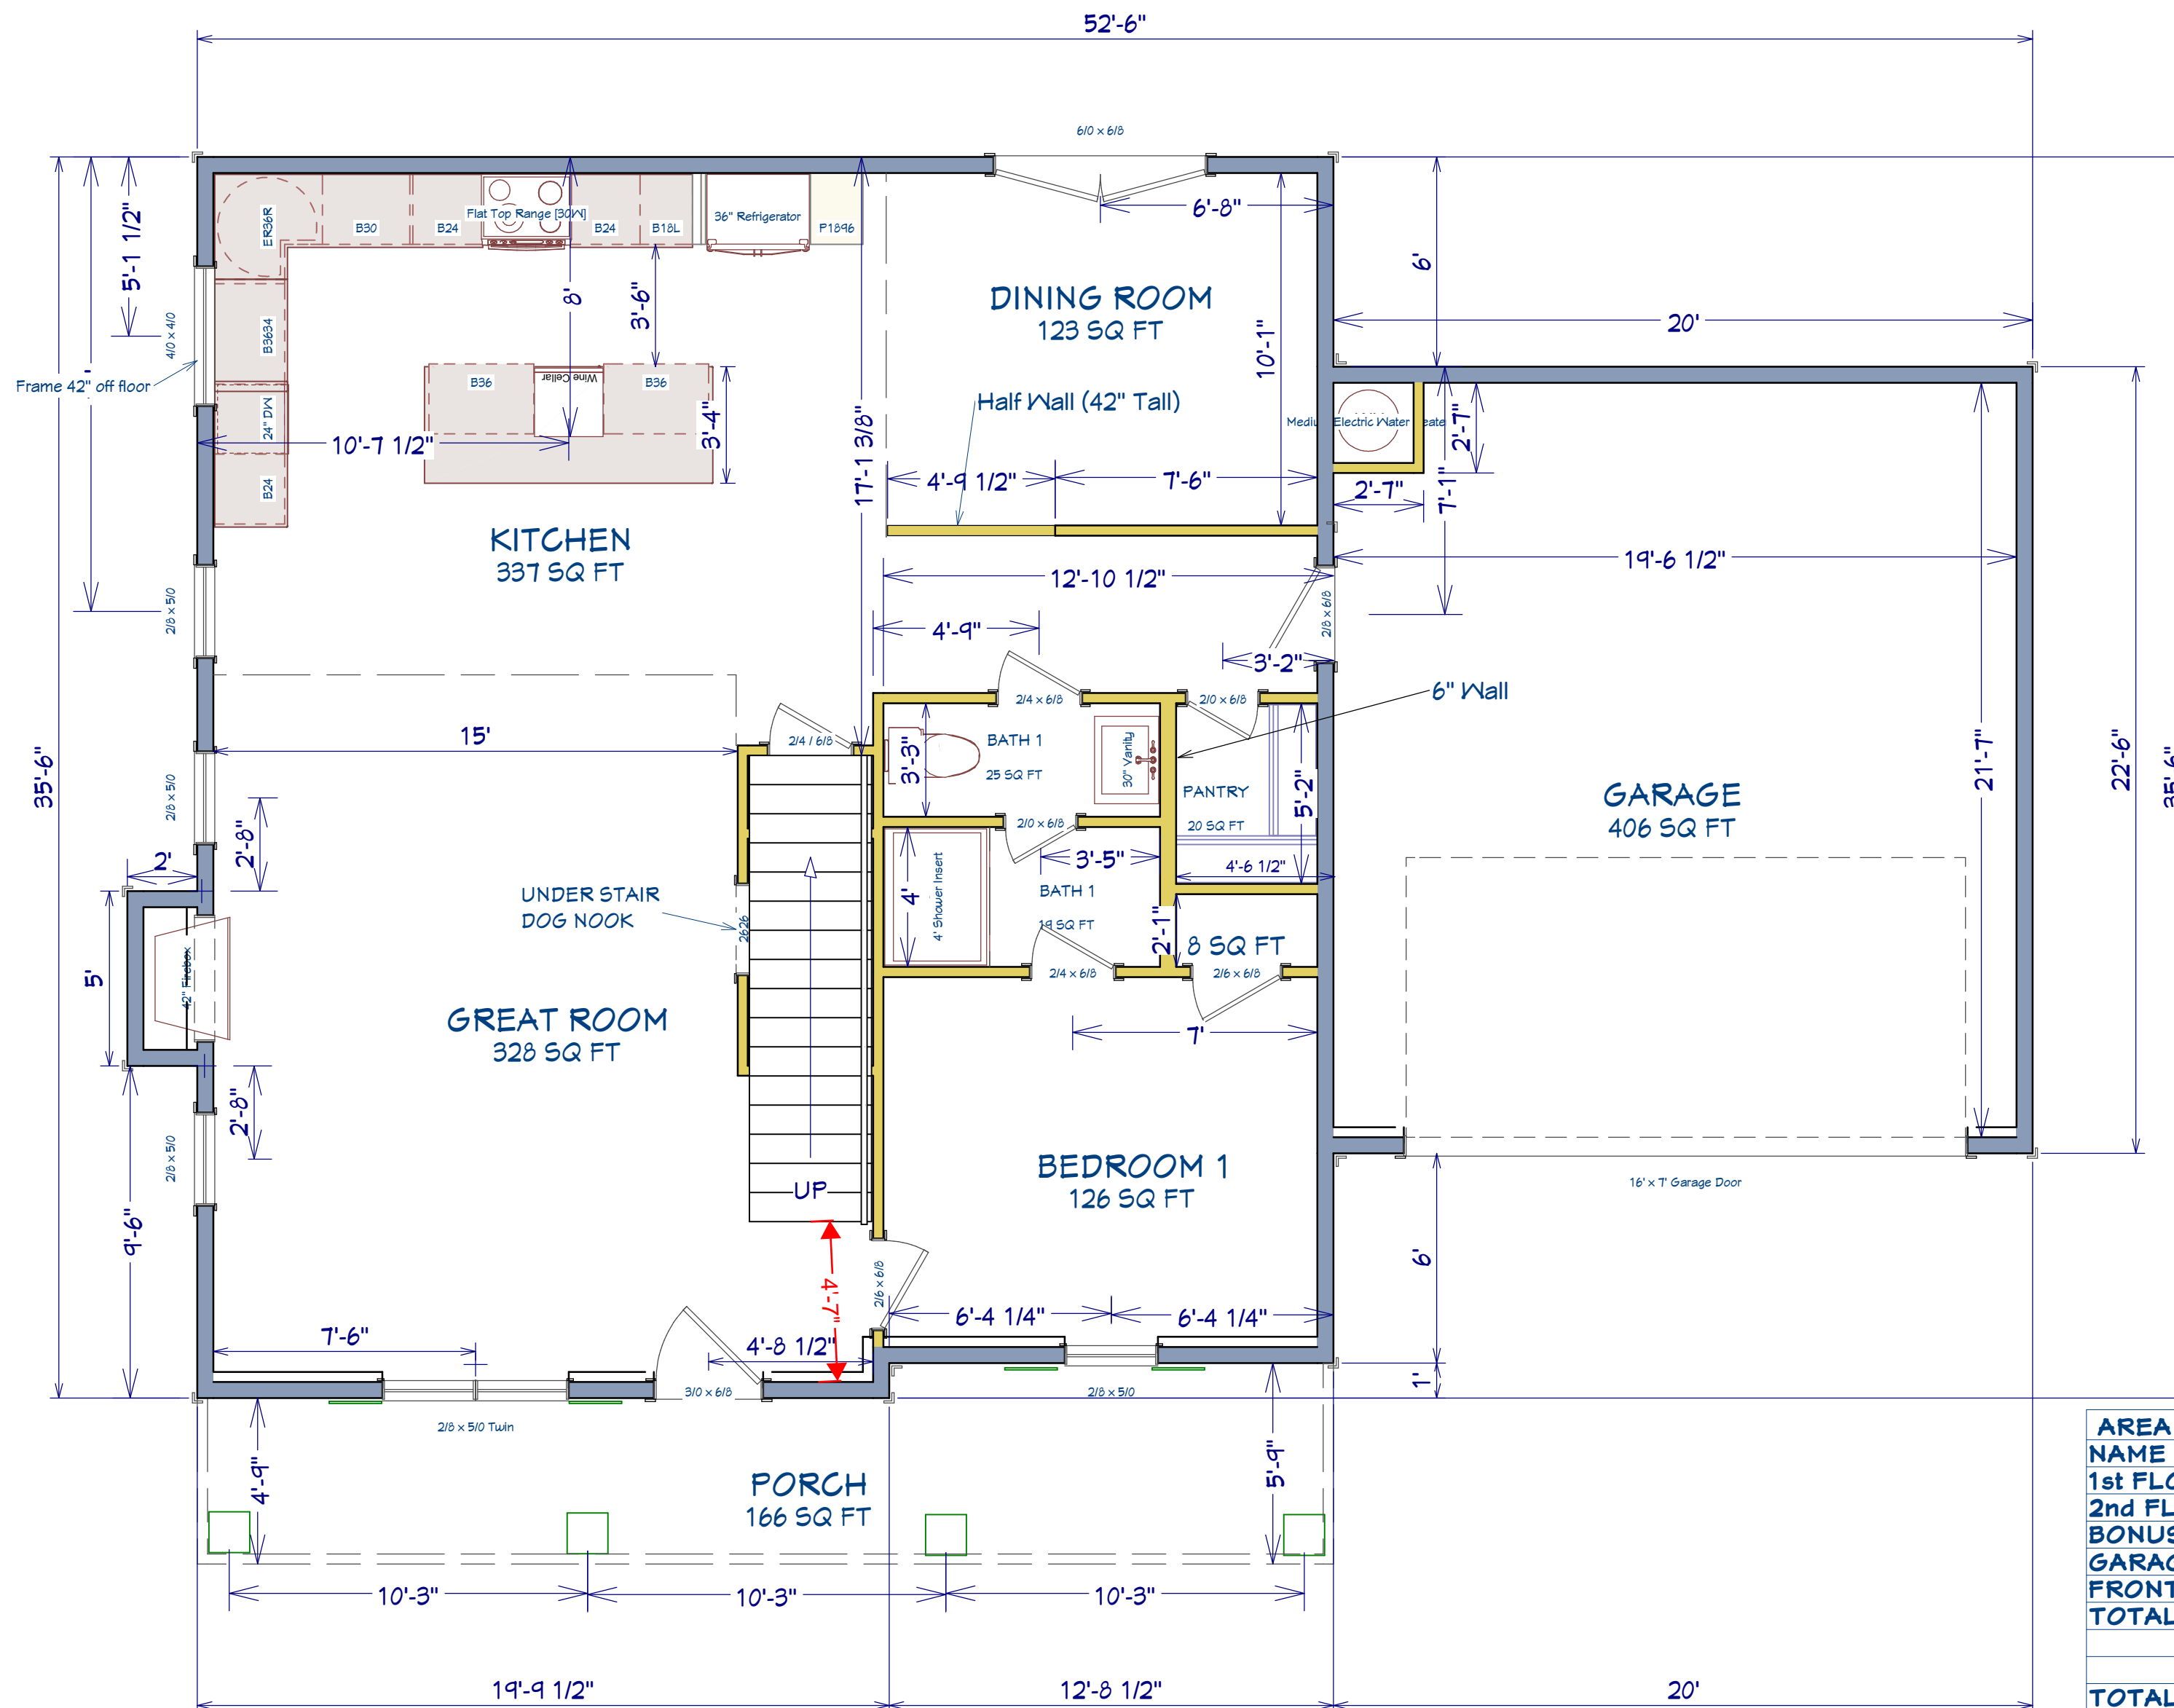 52'-6"
6/0 x 6/8
ER36R
B30
B24
Flat Top Range [30W]
B24
B18L
36" Refrigerator
P1896
6'-8"
5'-1 1/2"
8'
3'-6"
6'
DINING ROOM
123 SQ FT
20'
4/0 x 4/0
B3634
10'-1"
Frame 42" off floor
B36
Wine Cellar
B36
Half Wall (42" Tall)
24" DW
3'-4"
10'-7 1/2"
17'-1 3/8"
2'-7"
B24
4'-9 1/2"
7'-6"
2'-7"
7'-1"
KITCHEN
337 SQ FT
12'-10 1/2"
19'-6 1/2"
2/8 x 5/0
2/8 x 6/8
4'-9"
3'-2"
6" Wall
2/4 x 6/8
2/0 x 6/8
15'
2/4 / 6/8
BATH 1
25 SQ FT
3'-3"
30" Vanity
35'-6"
2/8 x 5/0
PANTRY
20 SQ FT
5'-2"
GARAGE
406 SQ FT
21'-7"
22'-6"
35'-6"
2'-8"
2/0 x 6/8
3'-5"
4'-6 1/2"
2'
UNDER STAIR
DOG NOOK
2626
4'
4' Shower Insert
BATH 1
19 SQ FT
2'-1"
8 SQ FT
5'
42" Firebox
2/4 x 6/8
2/6 x 6/8
GREAT ROOM
328 SQ FT
7'
2'-8"
2/8 x 5/0
BEDROOM 1
126 SQ FT
UP
16' x 7' Garage Door
9'-6"
4'-7"
2/6 x 6/8
6'
6'-4 1/4"
6'-4 1/4"
7'-6"
4'-8 1/2"
1'
3/0 x 6/8
2/8 x 5/0
2/8 x 5/0 Twin
4'-9"
PORCH
166 SQ FT
5'-9"
10'-3"
10'-3"
10'-3"
19'-9 1/2"
12'-8 1/2"
20'
AREA
NAME
1st FLO
2nd FL
BONUS
GARAG
FRONT
TOTAL
TOTAL